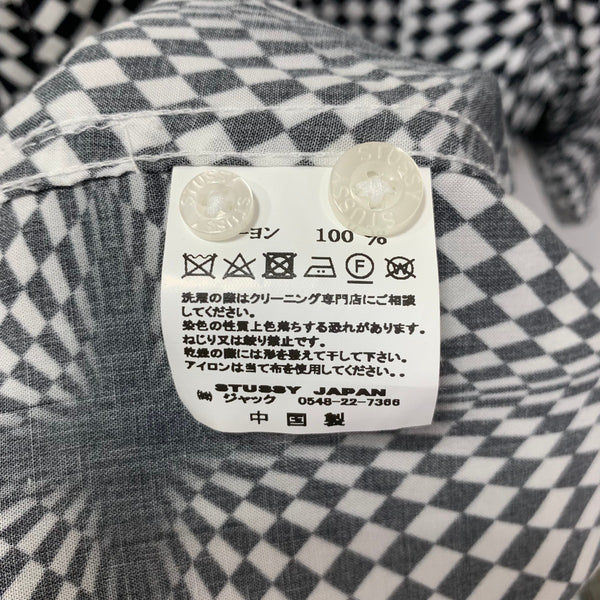 STUSSY
STUSSY
ーヨン 100 %
洗濯の際はクリーニング専門店にご相談
してください。
染色の性質上色落ちする恐れがあります。
ねじり又は絞り禁止です。
乾燥の際には形を整えて干して下さい。
アイロンは当て布を使用してください。
STUSSY JAPAN
㈱ジャック 0548-22-7366
中国製